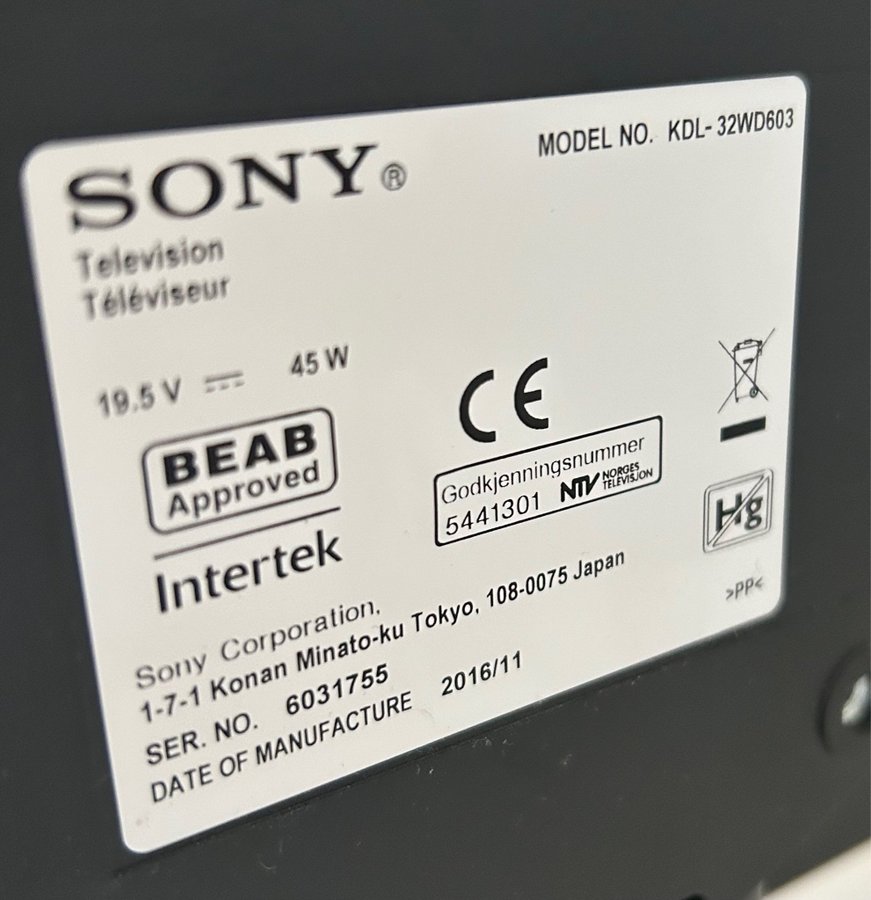 SONY®
MODEL NO. KDL-32WD603
Television
Téléviseur
19.5 V ⎓ 45 W
BEAB
Approved
Intertek
CE
Godkjenningsnummer
5441301 NTV NORGES
TELEVISJON
Hg
>PP<
Sony Corporation,
1-7-1 Konan Minato-ku Tokyo, 108-0075 Japan
SER. NO. 6031755
DATE OF MANUFACTURE 2016/11